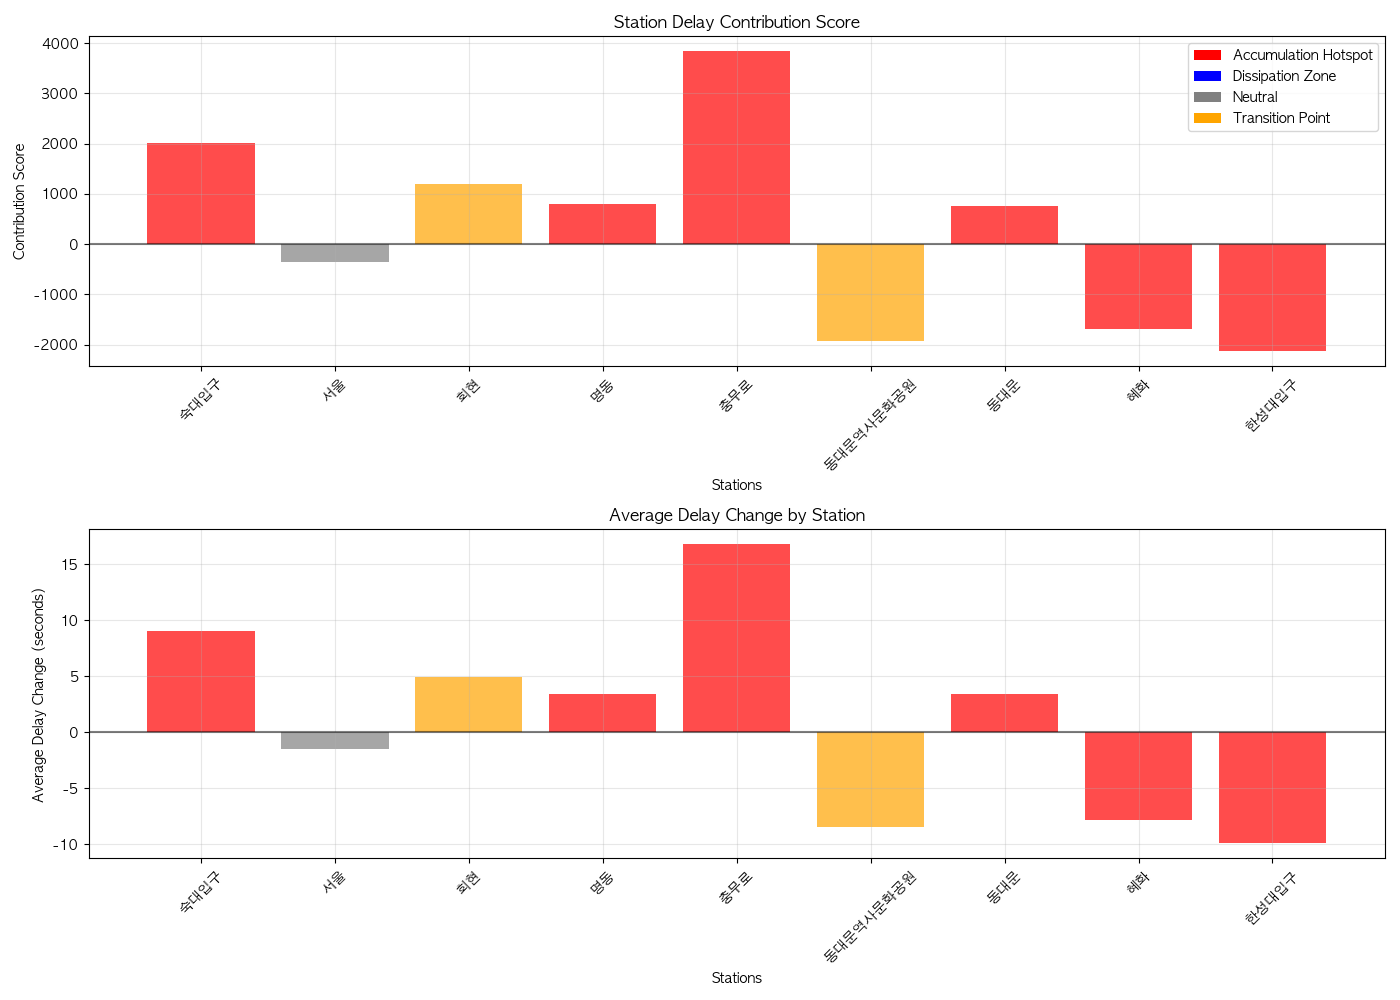 Station Delay Contribution Score
Contribution Score
4000
3000
2000
1000
0
-1000
-2000
Accumulation Hotspot
Dissipation Zone
Neutral
Transition Point
숙대입구
서울
회현
명동
충무로
동대문역사문화공원
동대문
혜화
한성대입구
Stations
Average Delay Change by Station
Average Delay Change (seconds)
15
10
5
0
-5
-10
숙대입구
서울
회현
명동
충무로
동대문역사문화공원
동대문
혜화
한성대입구
Stations